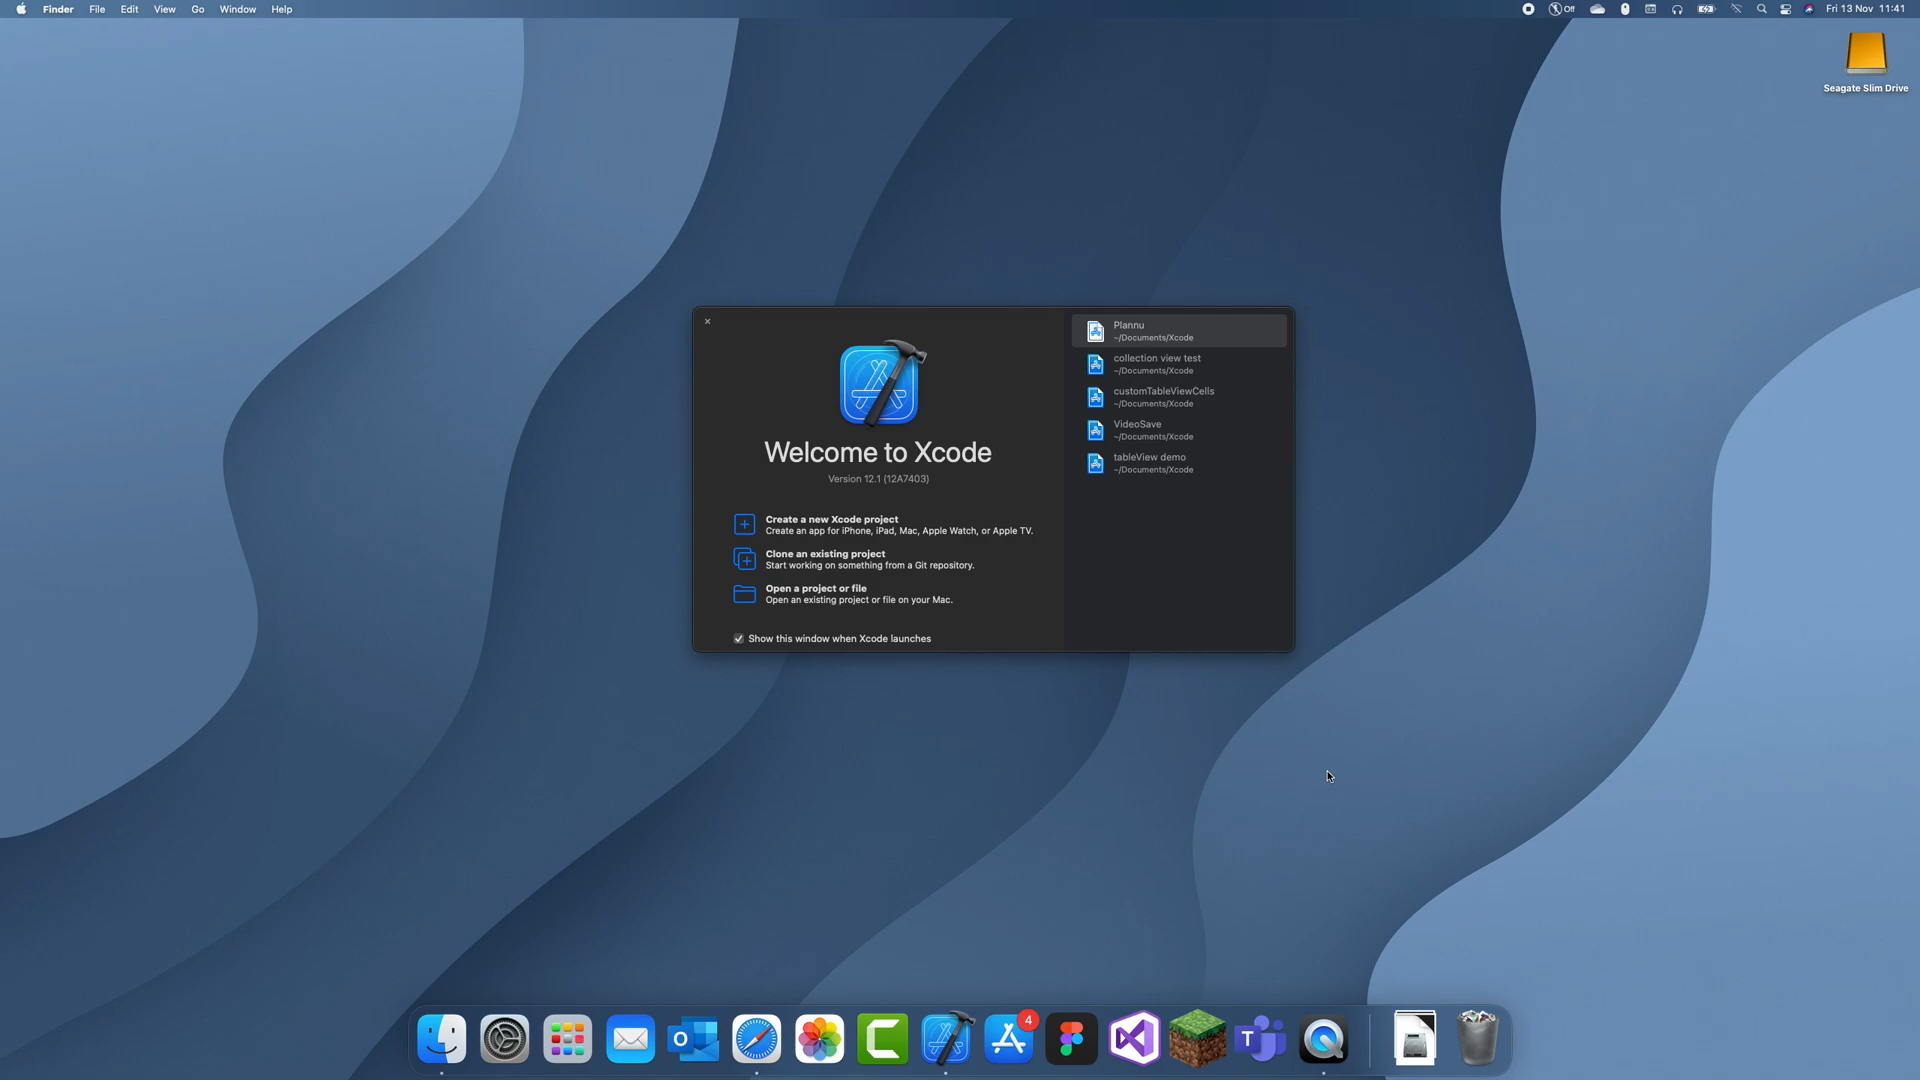 Finder File Edit View Go Window Help
Off
Fri 13 Nov 11:41
Seagate Slim Drive
Welcome to Xcode
Version 12.1 (12A7403)
Create a new Xcode project
Create an app for iPhone, iPad, Mac, Apple Watch, or Apple TV.
Clone an existing project
Start working on something from a Git repository.
Open a project or file
Open an existing project or file on your Mac.
Show this window when Xcode launches
Plannu
~/Documents/Xcode
collection view test
~/Documents/Xcode
customTableViewCells
~/Documents/Xcode
VideoSave
~/Documents/Xcode
tableView demo
~/Documents/Xcode
4